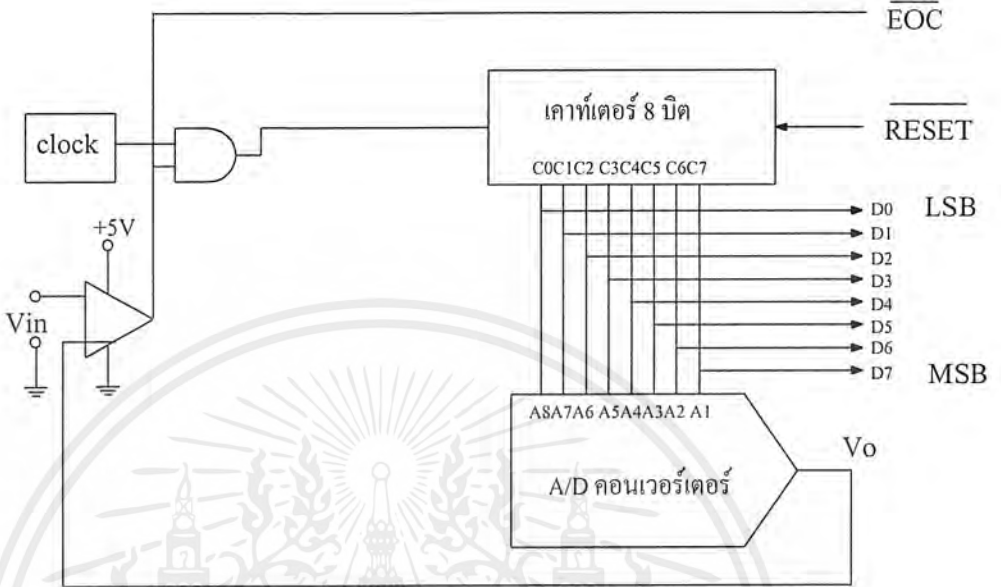 EOC
เคาท์เตอร์ 8 บิต
clock
RESET
C0C1C2 C3C4C5 C6C7
D0 LSB
D1
+5V
D2
D3
Vin
D4
D5
D6
D7 MSB
A8A7A6 A5A4A3A2 A1
Vo
A/D คอนเวอร์เตอร์